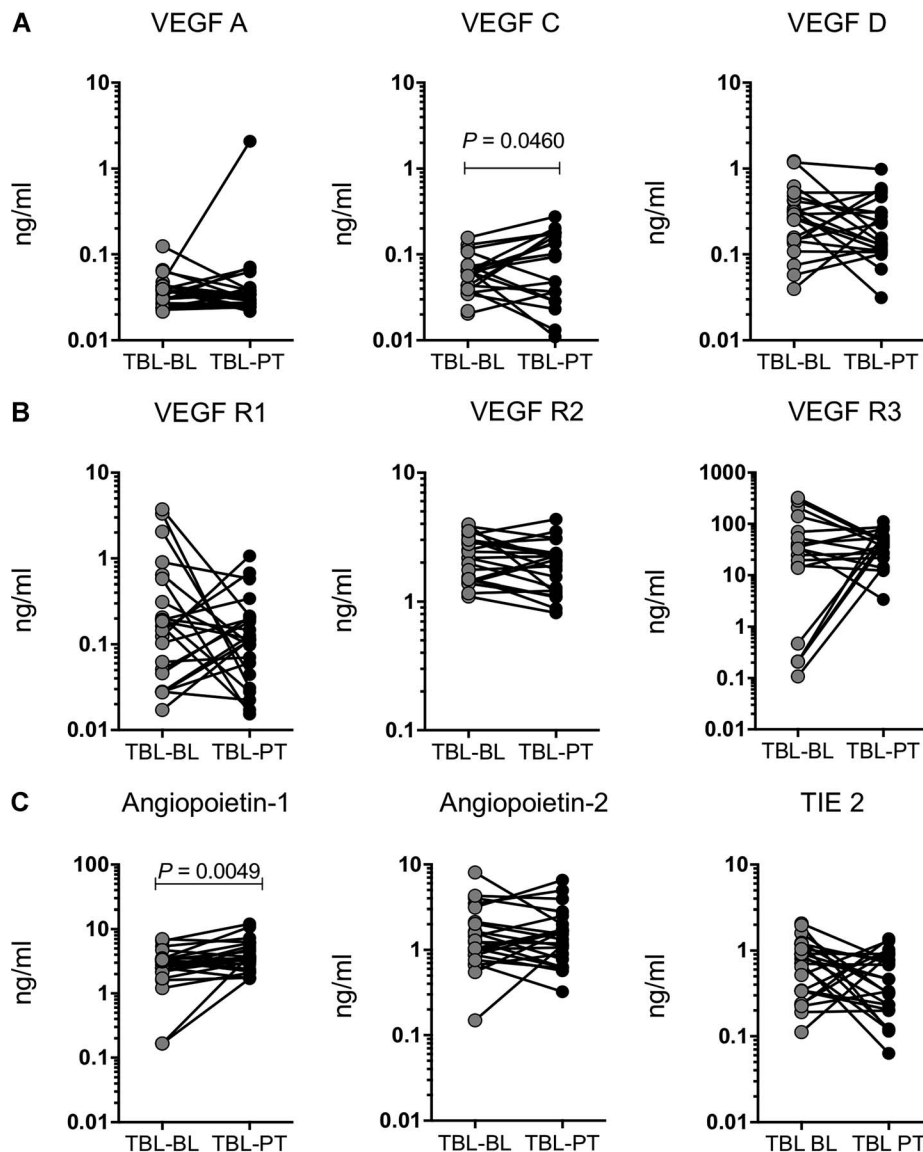 A VEGF A VEGF C VEGF D
10 10 10
P = 0.0460
1 1 1
ng/ml ng/ml ng/ml
0.1 0.1 0.1
0.01 0.01 0.01
TBL-BL TBL-PT TBL-BL TBL-PT TBL-BL TBL-PT
B VEGF R1 VEGF R2 VEGF R3
10 10 1000
100
1 10
ng/ml ng/ml ng/ml
1 1
0.1 0.1
0.01 0.1 0.01
TBL-BL TBL-PT TBL-BL TBL-PT TBL-BL TBL-PT
C Angiopoietin-1 Angiopoietin-2 TIE 2
100 10 10
P = 0.0049
10 1 1
ng/ml ng/ml ng/ml
1
0.1 0.1 0.1
0.01 0.01 0.01
TBL-BL TBL-PT TBL-BL TBL-PT TBL BL TBL PT